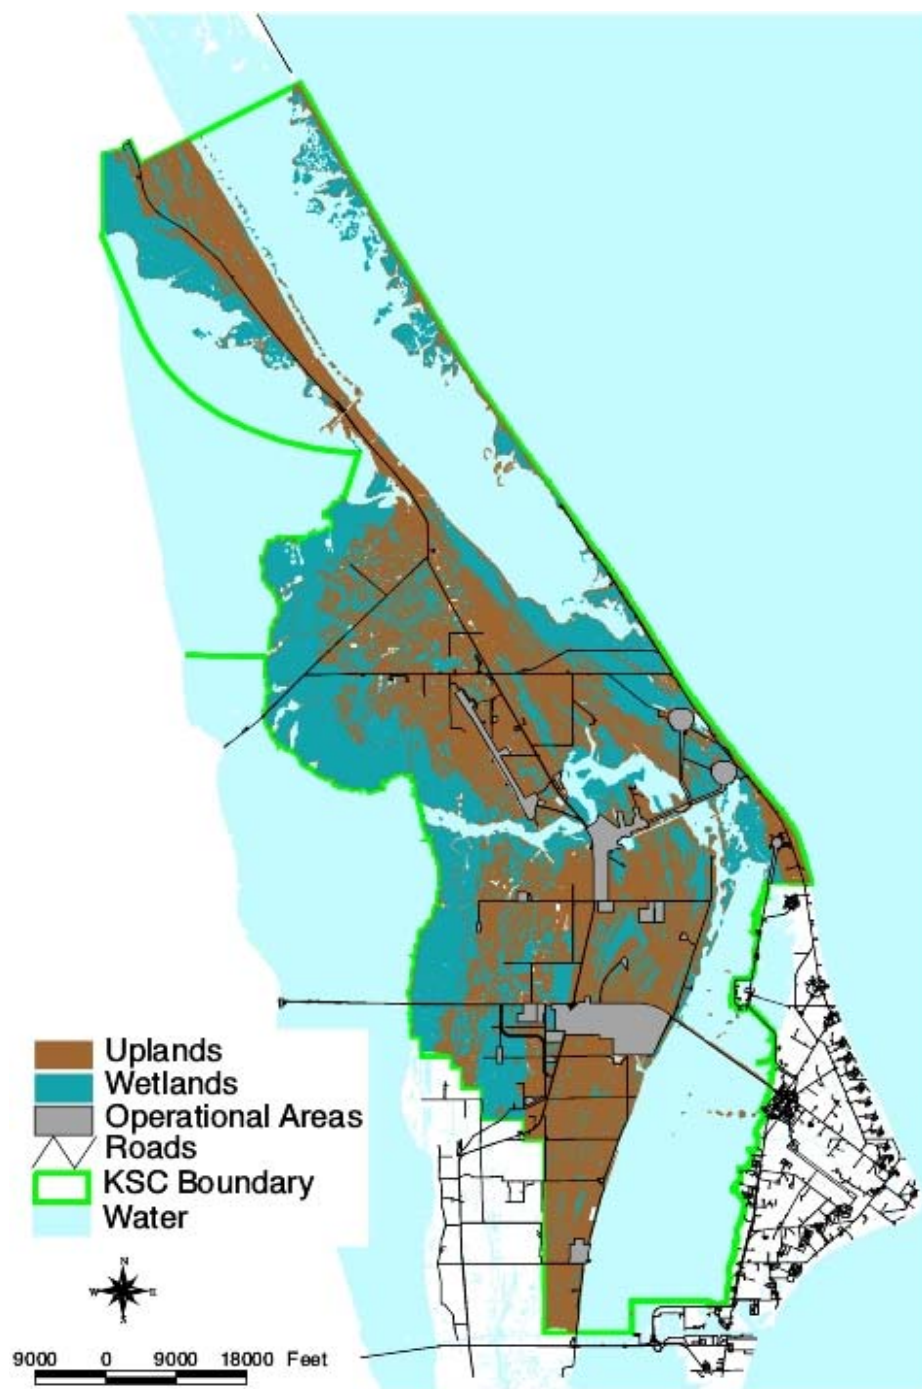 Uplands
Wetlands
Operational Areas
Roads
KSC Boundary
Water
N
W E
S
9000 0 9000 18000 Feet